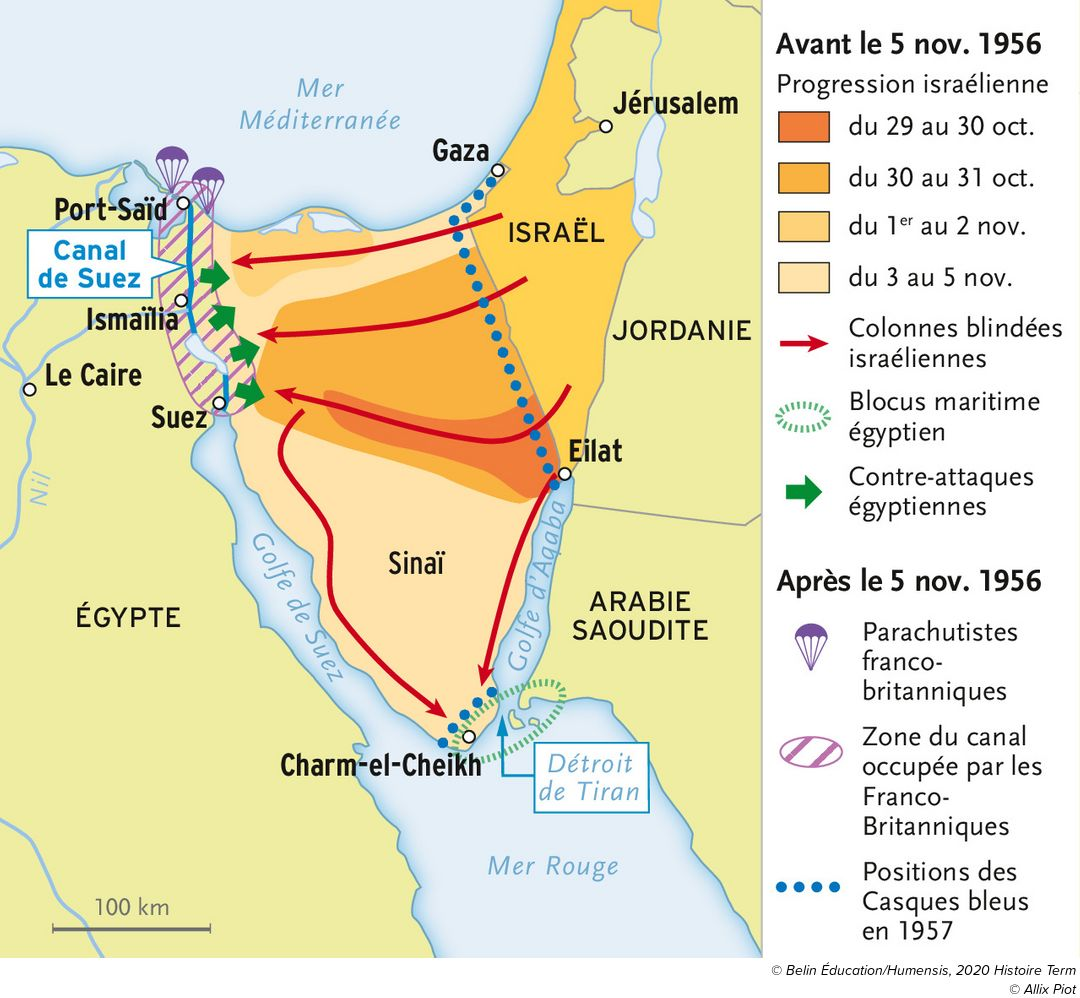 Mer
Méditerranée
Jérusalem
Gaza
Port-Saïd
ISRAËL
Canal
de Suez
Ismaïlia
JORDANIE
Le Caire
Suez
Eilat
Nil
Golfe de Suez
Sinaï
Golfe d'Aqaba
ÉGYPTE
ARABIE
SAOUDITE
Charm-el-Cheikh
Détroit
de Tiran
Mer Rouge
100 km
Avant le 5 nov. 1956
Progression israélienne
du 29 au 30 oct.
du 30 au 31 oct.
du 1er au 2 nov.
du 3 au 5 nov.
Colonnes blindées
israéliennes
Blocus maritime
égyptien
Contre-attaques
égyptiennes
Après le 5 nov. 1956
Parachutistes
franco-
britanniques
Zone du canal
occupée par les
Franco-
Britanniques
Positions des
Casques bleus
en 1957
© Belin Éducation/Humensis, 2020 Histoire Term
© Allix Piot